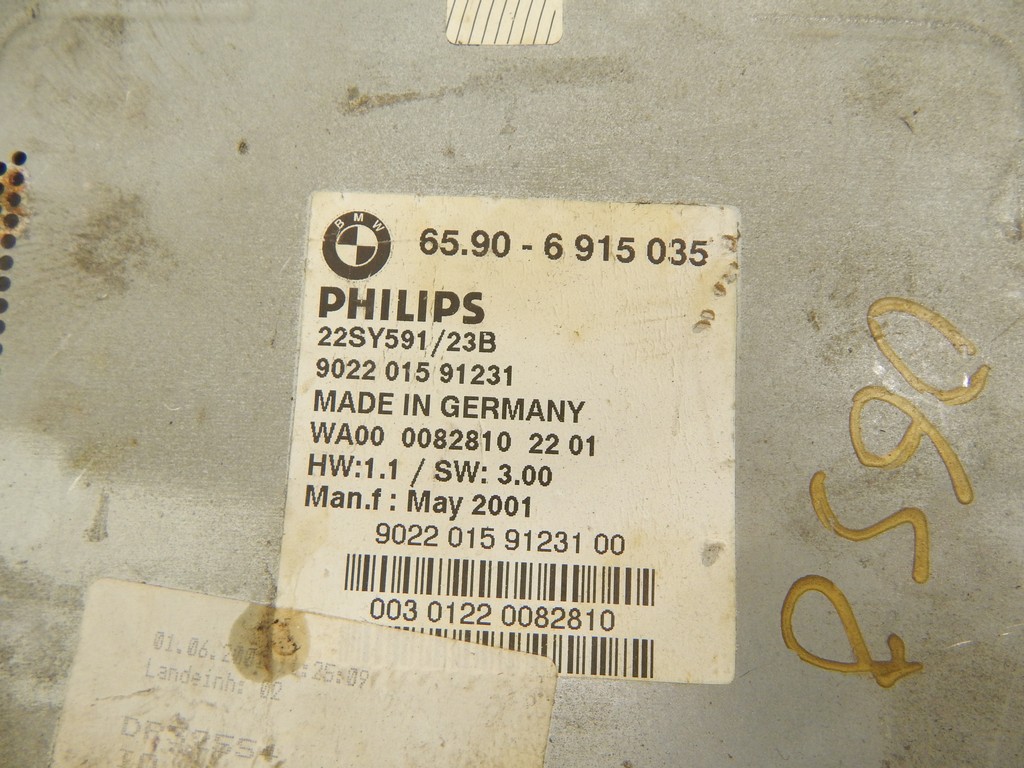 BMW
65.90 - 6 915 035
PHILIPS
22SY591/23B
9022 015 91231
MADE IN GERMANY
WA00 0082810 22 01
HW:1.1 / SW: 3.00
Man.f : May 2001
9022 015 91231 00
003 0122 0082810
Landeinh: 02